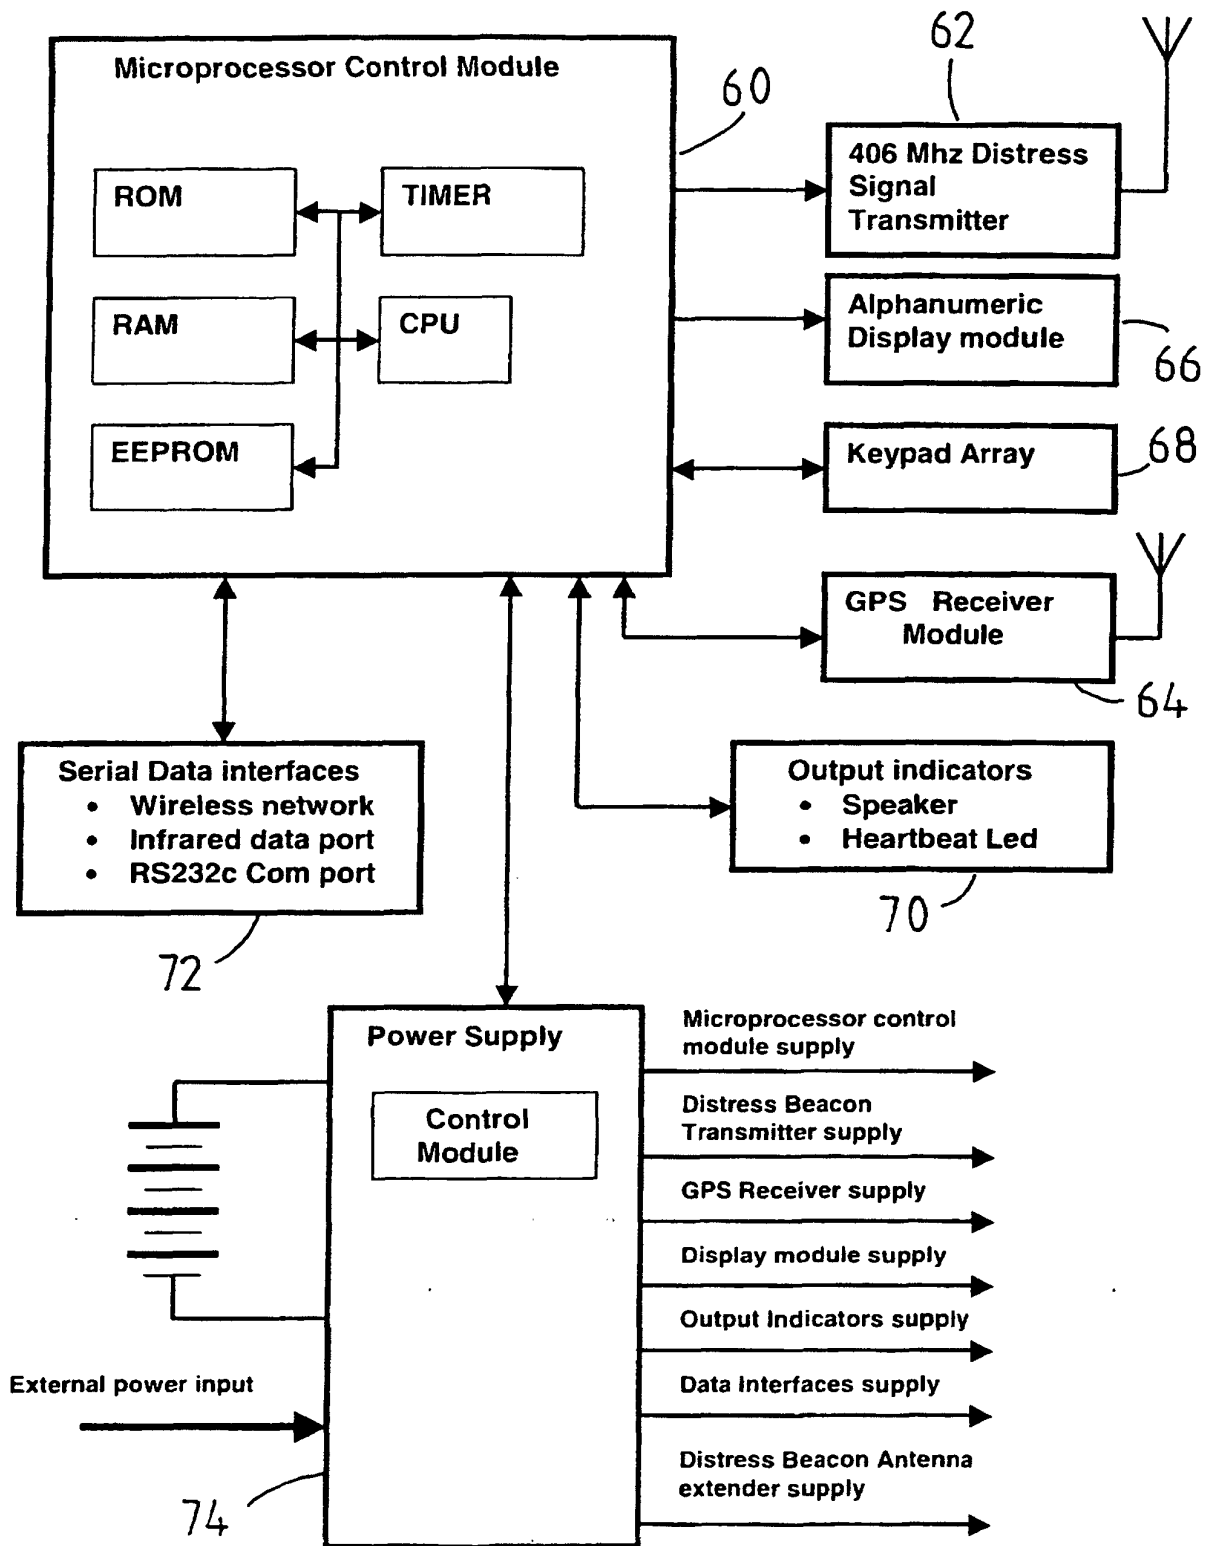 Microprocessor Control Module
ROM
TIMER
RAM
CPU
EEPROM
60
62
406 Mhz Distress
Signal
Transmitter
Alphanumeric
Display module
66
Keypad Array
68
GPS Receiver
Module
64
Serial Data interfaces
• Wireless network
• Infrared data port
• RS232c Com port
72
Output indicators
• Speaker
• Heartbeat Led
70
Power Supply
Control
Module
External power input
74
Microprocessor control
module supply
Distress Beacon
Transmitter supply
GPS Receiver supply
Display module supply
Output Indicators supply
Data Interfaces supply
Distress Beacon Antenna
extender supply